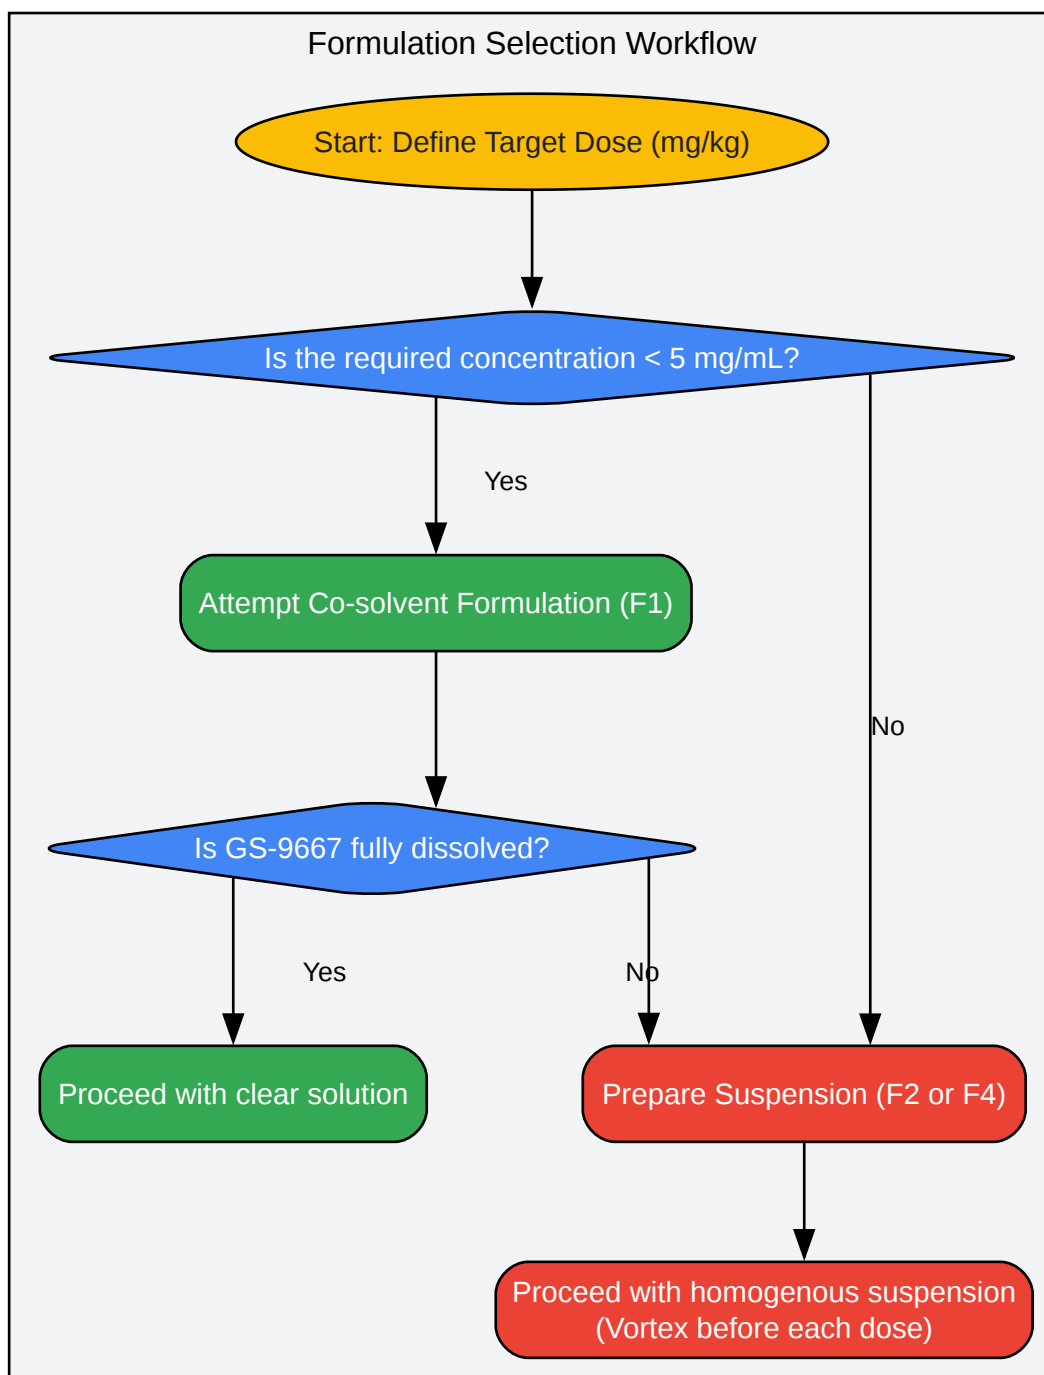 Formulation Selection Workflow
Start: Define Target Dose (mg/kg)
Is the required concentration < 5 mg/mL?
Yes
Attempt Co-solvent Formulation (F1)
No
Is GS-9667 fully dissolved?
Yes
No
Proceed with clear solution
Prepare Suspension (F2 or F4)
Proceed with homogenous suspension
(Vortex before each dose)